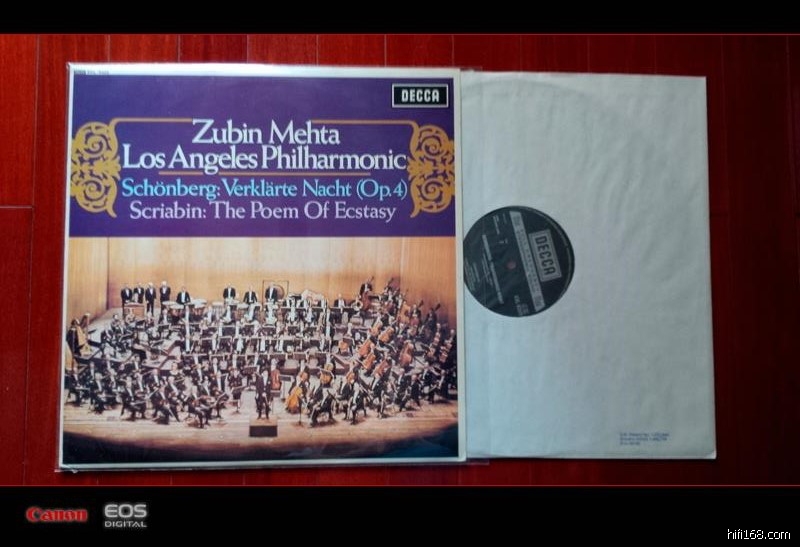 DECCA
Zubin Mehta
Los Angeles Philharmonic
Schönberg: Verklärte Nacht (Op.4)
Scriabin: The Poem Of Ecstasy
DECCA
Canon
EOS
DIGITAL
hifi168.com